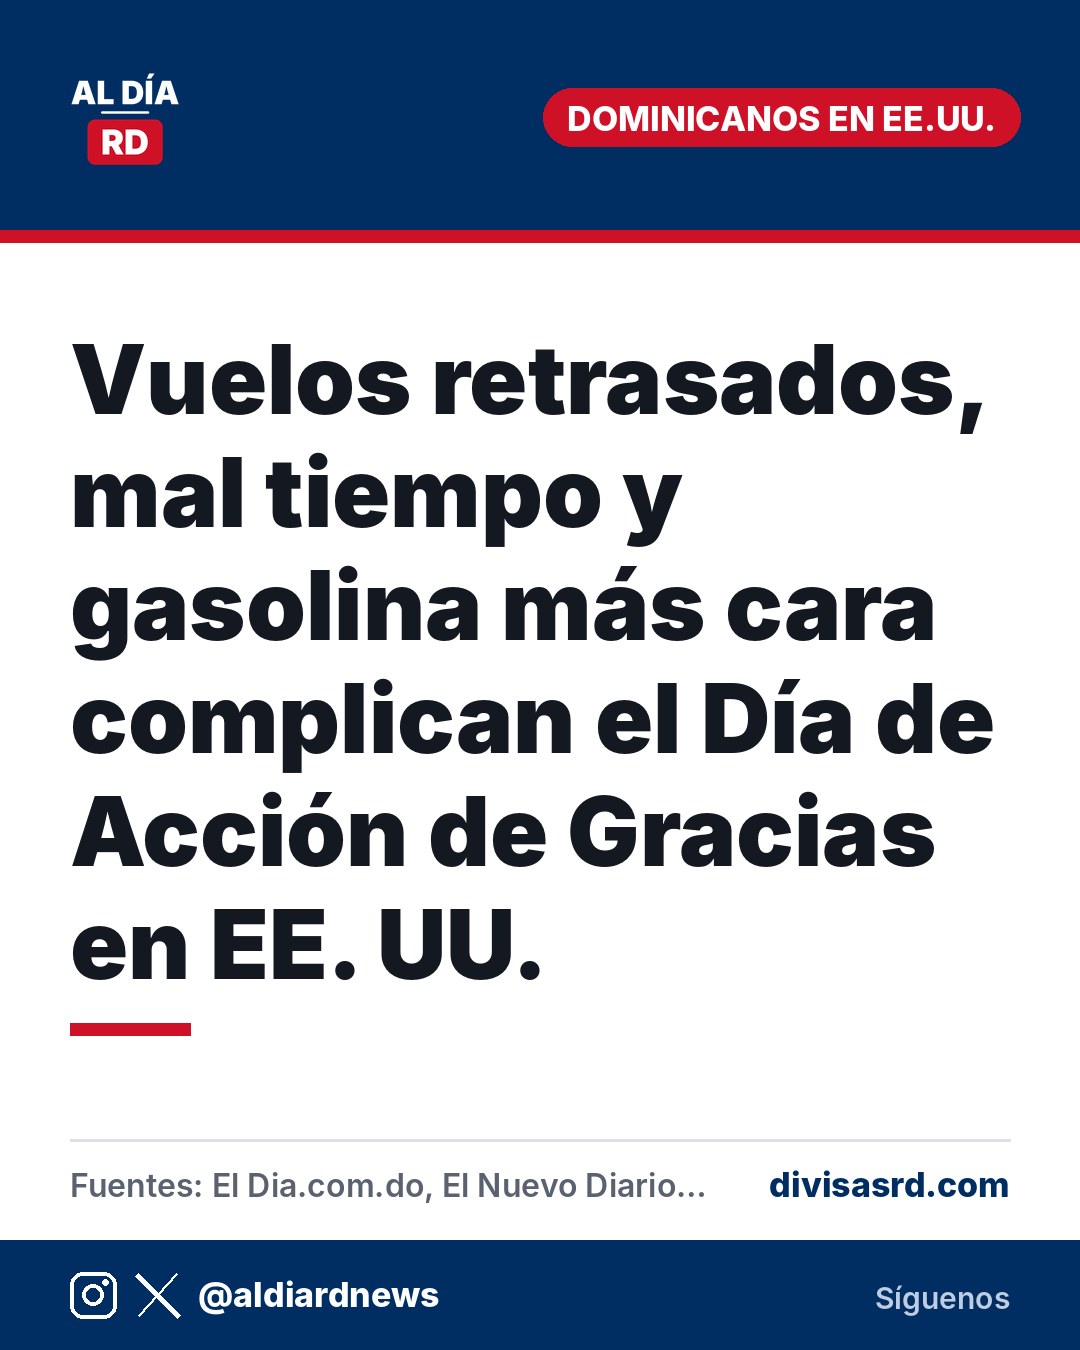 AL DÍA
RD
DOMINICANOS EN EE.UU.
Vuelos retrasados,
mal tiempo y
gasolina más cara
complican el Día de
Acción de Gracias
en EE. UU.
Fuentes: El Dia.com.do, El Nuevo Diario...
divisasrd.com
@aldiardnews
Síguenos